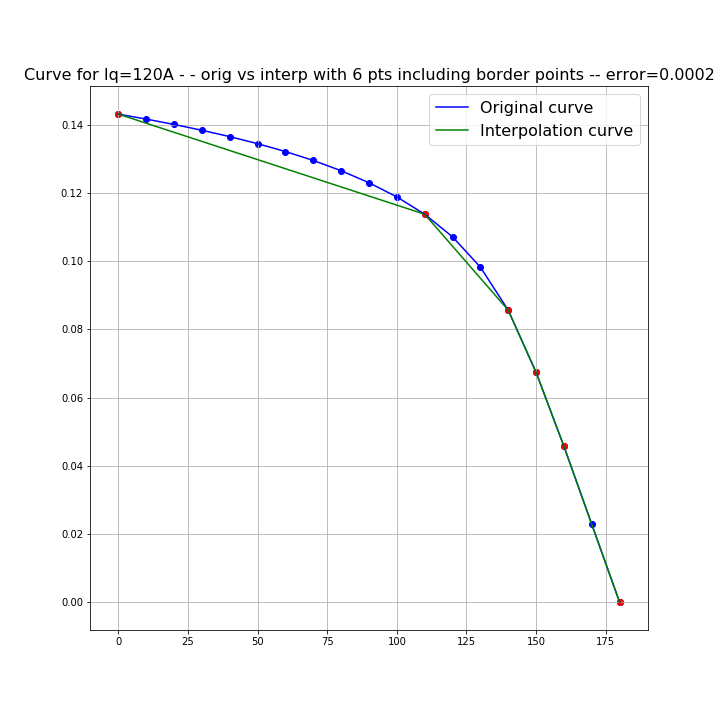 Curve for Iq=120A - - orig vs interp with 6 pts including border points -- error=0.0002
Original curve
Interpolation curve
0.14
0.12
0.10
0.08
0.06
0.04
0.02
0.00
0 25 50 75 100 125 150 175